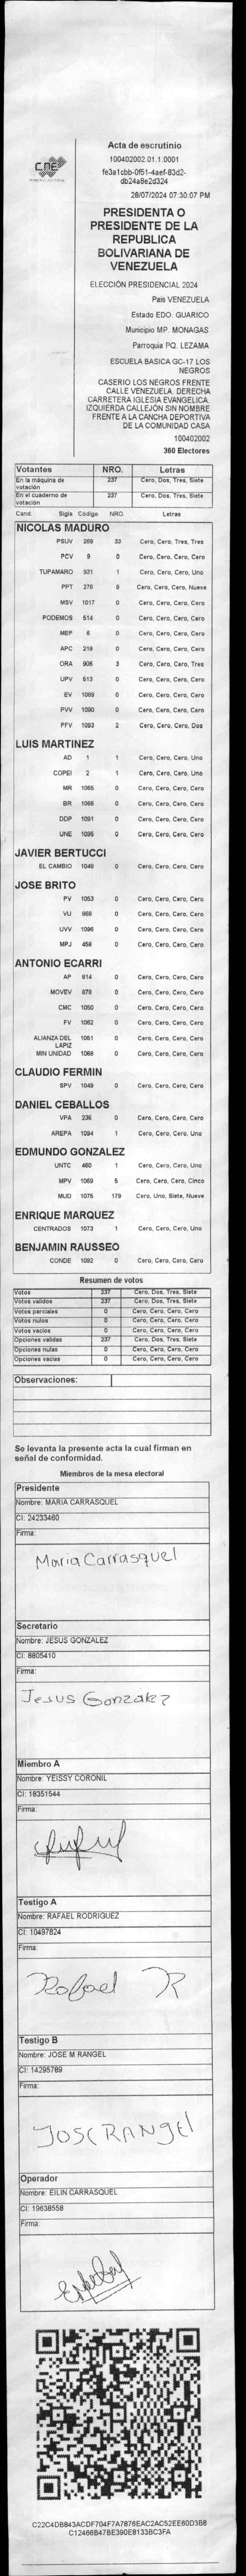 CNE
Acta de escrutinio
100402002.01.1.0001
fe3a1cbb-0f51-4aef-83d2-
db24a8e2d324
28/07/2024 07:30:07 PM
PRESIDENTA O
PRESIDENTE DE LA
REPUBLICA
BOLIVARIANA DE
VENEZUELA
ELECCIÓN PRESIDENCIAL 2024
Pais VENEZUELA
Estado EDO. GUARICO
Municipio MP. MONAGAS
Parroquia PQ. LEZAMA
ESCUELA BASICA GC-17 LOS
NEGROS
CASERIO LOS NEGROS FRENTE
CALLE VENEZUELA. DERECHA
CARRETERA IGLESIA EVANGELICA.
IZQUIERDA CALLEJÓN SIN NOMBRE
FRENTE A LA CANCHA DEPORTIVA
DE LA COMUNIDAD CASA
100402002
360 Electores
Votantes NRO. Letras
En la máquina de votación 237 Cero, Dos, Tres, Siete
En el cuaderno de votación 237 Cero, Dos, Tres, Siete
Cand. Sigla Código NRO. Letras
NICOLAS MADURO
PSUV 269 33 Cero, Cero, Tres, Tres
PCV 9 0 Cero, Cero, Cero, Cero
TUPAMARO 931 1 Cero, Cero, Cero, Uno
PPT 276 9 Cero, Cero, Cero, Nueve
MSV 1017 0 Cero, Cero, Cero, Cero
PODEMOS 514 0 Cero, Cero, Cero, Cero
MEP 6 0 Cero, Cero, Cero, Cero
APC 219 0 Cero, Cero, Cero, Cero
ORA 906 3 Cero, Cero, Cero, Tres
UPV 513 0 Cero, Cero, Cero, Cero
EV 1089 0 Cero, Cero, Cero, Cero
PVV 1090 0 Cero, Cero, Cero, Cero
PFV 1093 2 Cero, Cero, Cero, Dos
LUIS MARTINEZ
AD 1 1 Cero, Cero, Cero, Uno
COPEI 2 1 Cero, Cero, Cero, Uno
MR 1065 0 Cero, Cero, Cero, Cero
BR 1066 0 Cero, Cero, Cero, Cero
DDP 1091 0 Cero, Cero, Cero, Cero
UNE 1095 0 Cero, Cero, Cero, Cero
JAVIER BERTUCCI
EL CAMBIO 1048 0 Cero, Cero, Cero, Cero
JOSE BRITO
PV 1053 0 Cero, Cero, Cero, Cero
VU 868 0 Cero, Cero, Cero, Cero
UVV 1096 0 Cero, Cero, Cero, Cero
MPJ 458 0 Cero, Cero, Cero, Cero
ANTONIO ECARRI
AP 814 0 Cero, Cero, Cero, Cero
MOVEV 878 0 Cero, Cero, Cero, Cero
CMC 1050 0 Cero, Cero, Cero, Cero
FV 1062 0 Cero, Cero, Cero, Cero
ALIANZA DEL LAPIZ 1051 0 Cero, Cero, Cero, Cero
MIN UNIDAD 1068 0 Cero, Cero, Cero, Cero
CLAUDIO FERMIN
SPV 1049 0 Cero, Cero, Cero, Cero
DANIEL CEBALLOS
VPA 236 0 Cero, Cero, Cero, Cero
AREPA 1094 1 Cero, Cero, Cero, Uno
EDMUNDO GONZALEZ
UNTC 460 1 Cero, Cero, Cero, Uno
MPV 1069 5 Cero, Cero, Cero, Cinco
MUD 1075 179 Cero, Uno, Siete, Nueve
ENRIQUE MARQUEZ
CENTRADOS 1073 1 Cero, Cero, Cero, Uno
BENJAMIN RAUSSEO
CONDE 1092 0 Cero, Cero, Cero, Cero
Resumen de votos
Votos 237 Cero, Dos, Tres, Siete
Votos validos 237 Cero, Dos, Tres, Siete
Votos parciales 0 Cero, Cero, Cero, Cero
Votos nulos 0 Cero, Cero, Cero, Cero
Votos vacios 0 Cero, Cero, Cero, Cero
Opciones validas 237 Cero, Dos, Tres, Siete
Opciones nulas 0 Cero, Cero, Cero, Cero
Opciones vacias 0 Cero, Cero, Cero, Cero
Observaciones:
Se levanta la presente acta la cual firman en
señal de conformidad.
Miembros de la mesa electoral
Presidente
Nombre: MARIA CARRASQUEL
CI: 24233460
Firma:
Maria Carrasquel
Secretario
Nombre: JESUS GONZALEZ
CI: 8805410
Firma:
Jesus Gonzalez
Miembro A
Nombre: YEISSY CORONIL
CI: 18351544
Firma:
Testigo A
Nombre: RAFAEL RODRIGUEZ
CI: 10497824
Firma:
Rafael R
Testigo B
Nombre: JOSE M RANGEL
CI: 14295789
Firma:
JOSE RANGEL
Operador
Nombre: EILIN CARRASQUEL
CI: 19638558
Firma:
C22C4DB843ACDF704F7A7876EAC2AC52EE60D3B8
C12466B47BE390E8133BC3FA